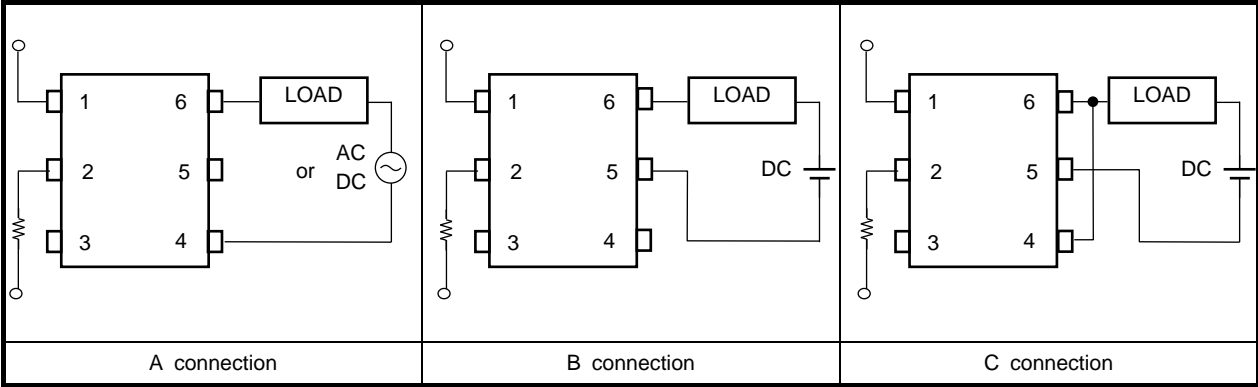 1 6 LOAD
2 5 or AC
DC
3 4
A connection
1 6 LOAD
2 5 DC
3 4
B connection
1 6 LOAD
2 5 DC
3 4
C connection